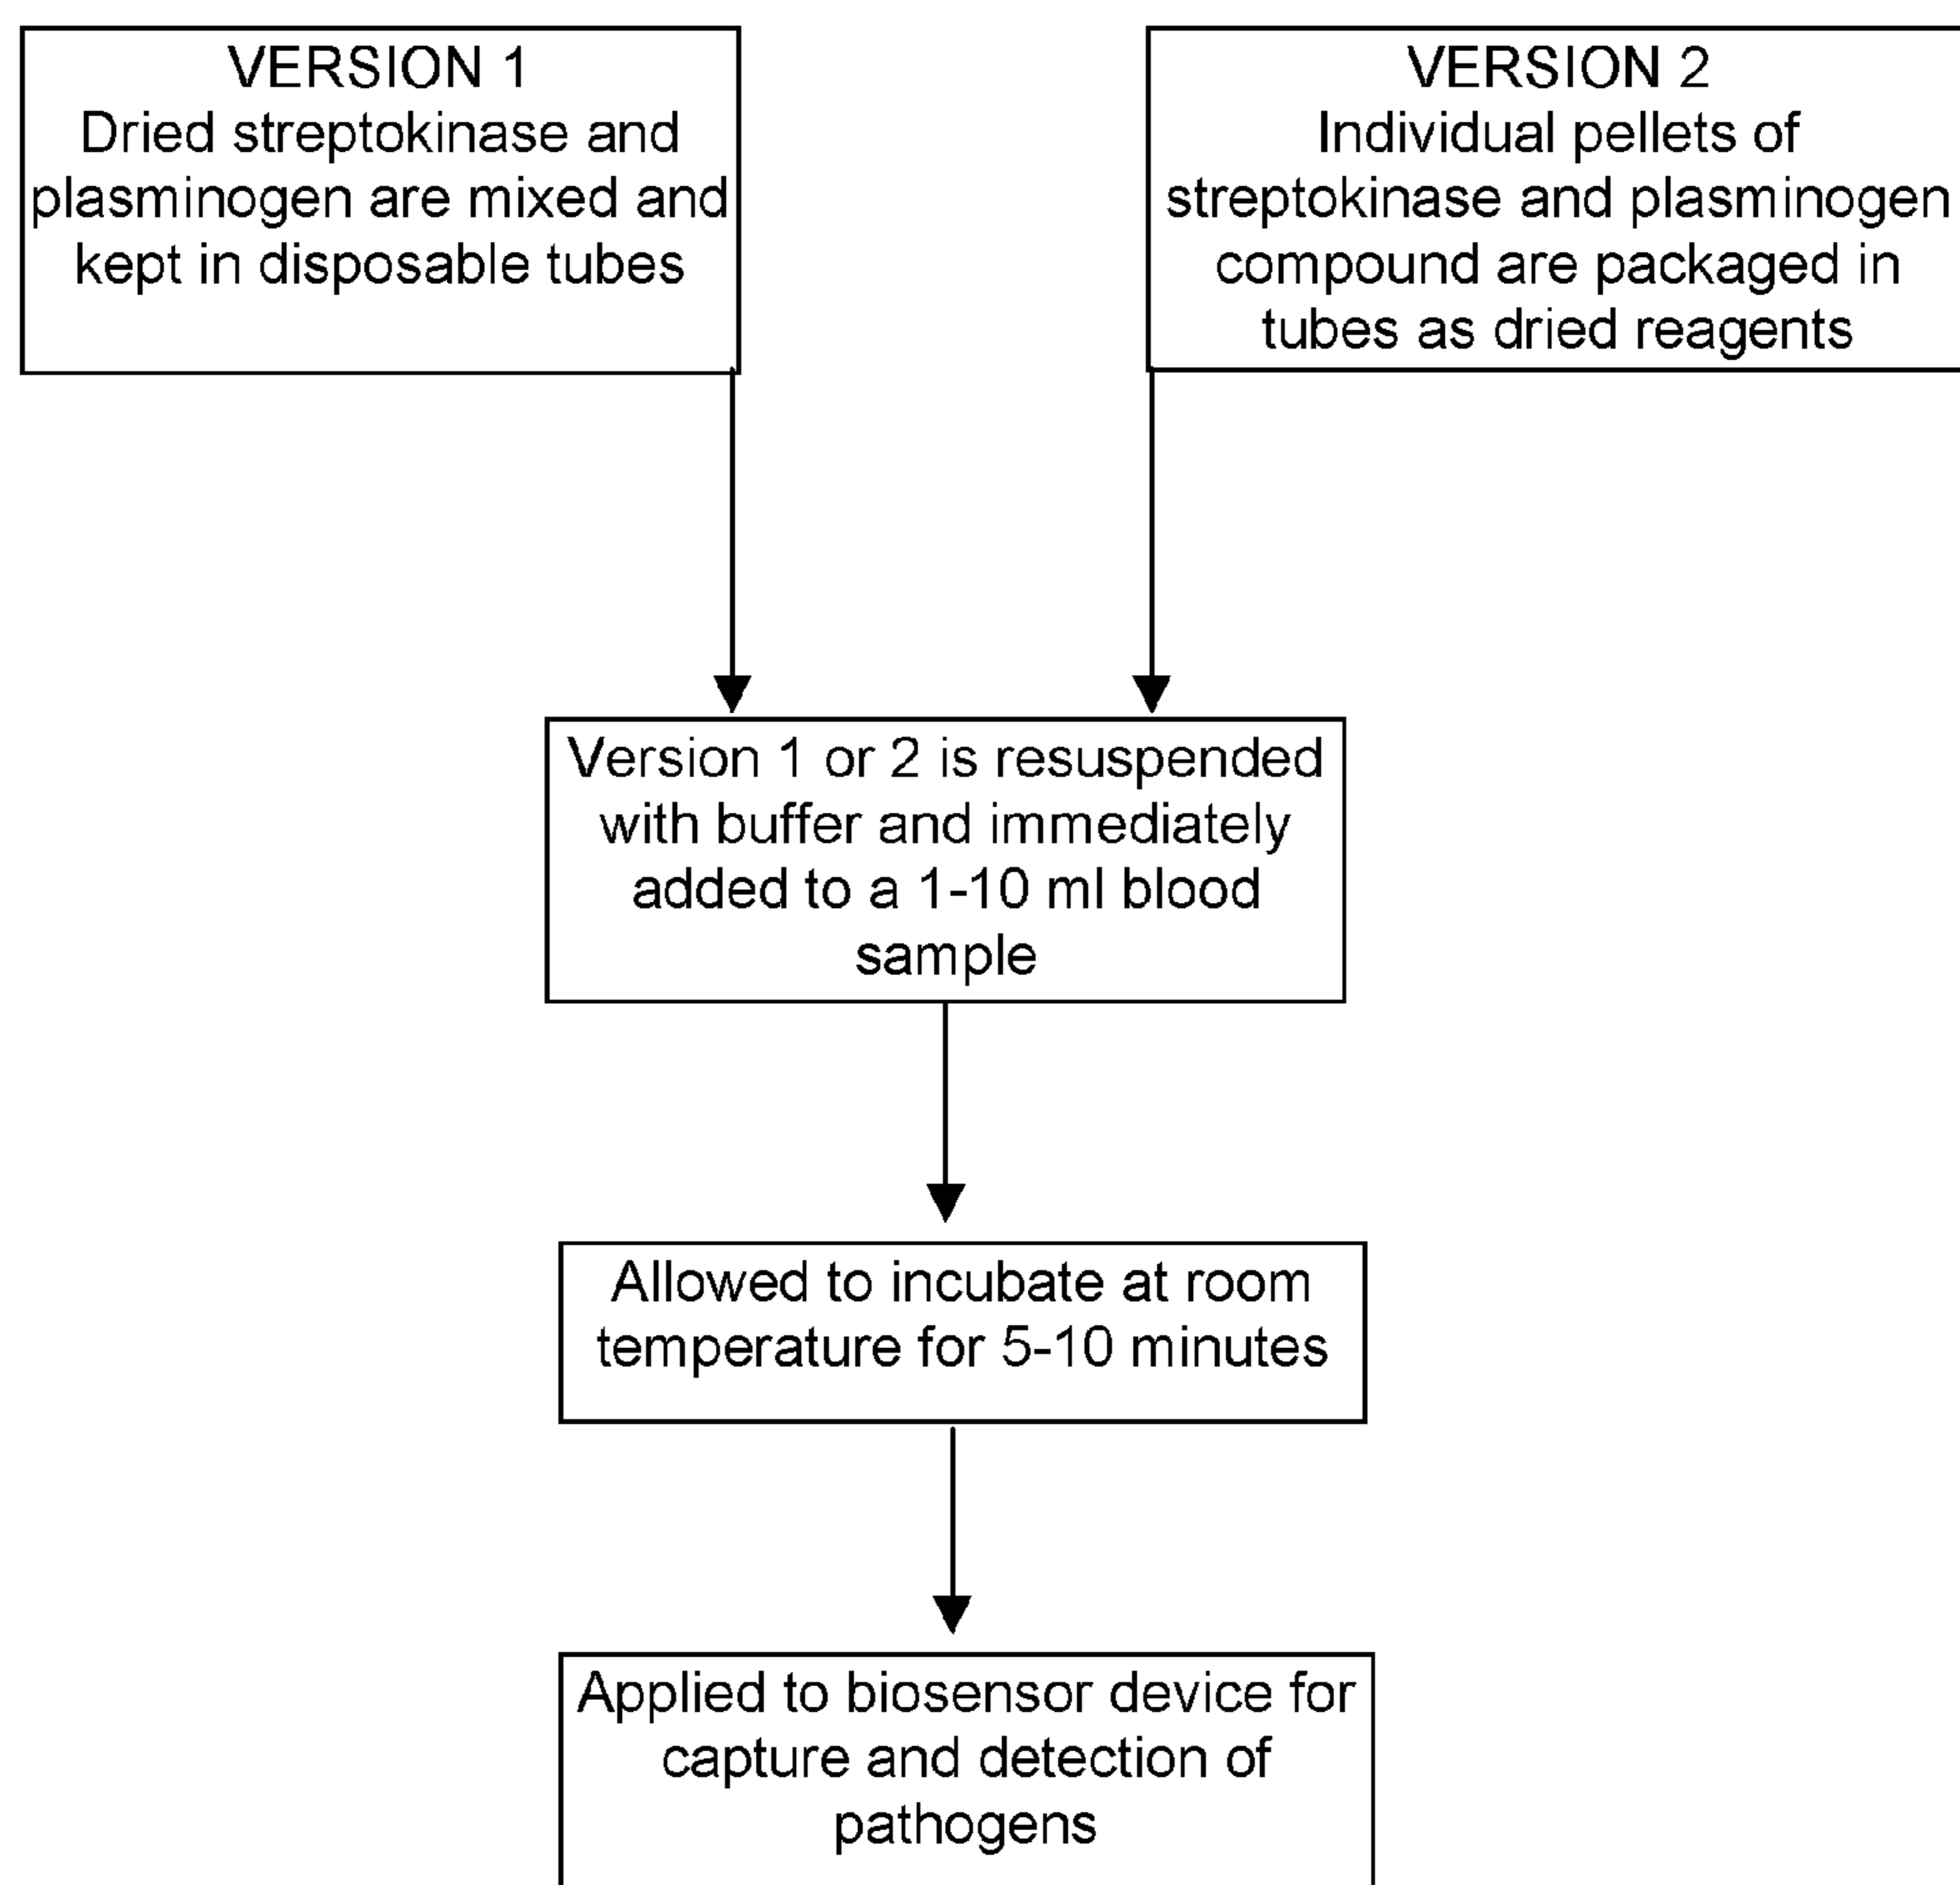 VERSION 1
Dried streptokinase and
plasminogen are mixed and
kept in disposable tubes
VERSION 2
Individual pellets of
streptokinase and plasminogen
compound are packaged in
tubes as dried reagents
Version 1 or 2 is resuspended
with buffer and immediately
added to a 1-10 ml blood
sample
Allowed to incubate at room
temperature for 5-10 minutes
Applied to biosensor device for
capture and detection of
pathogens